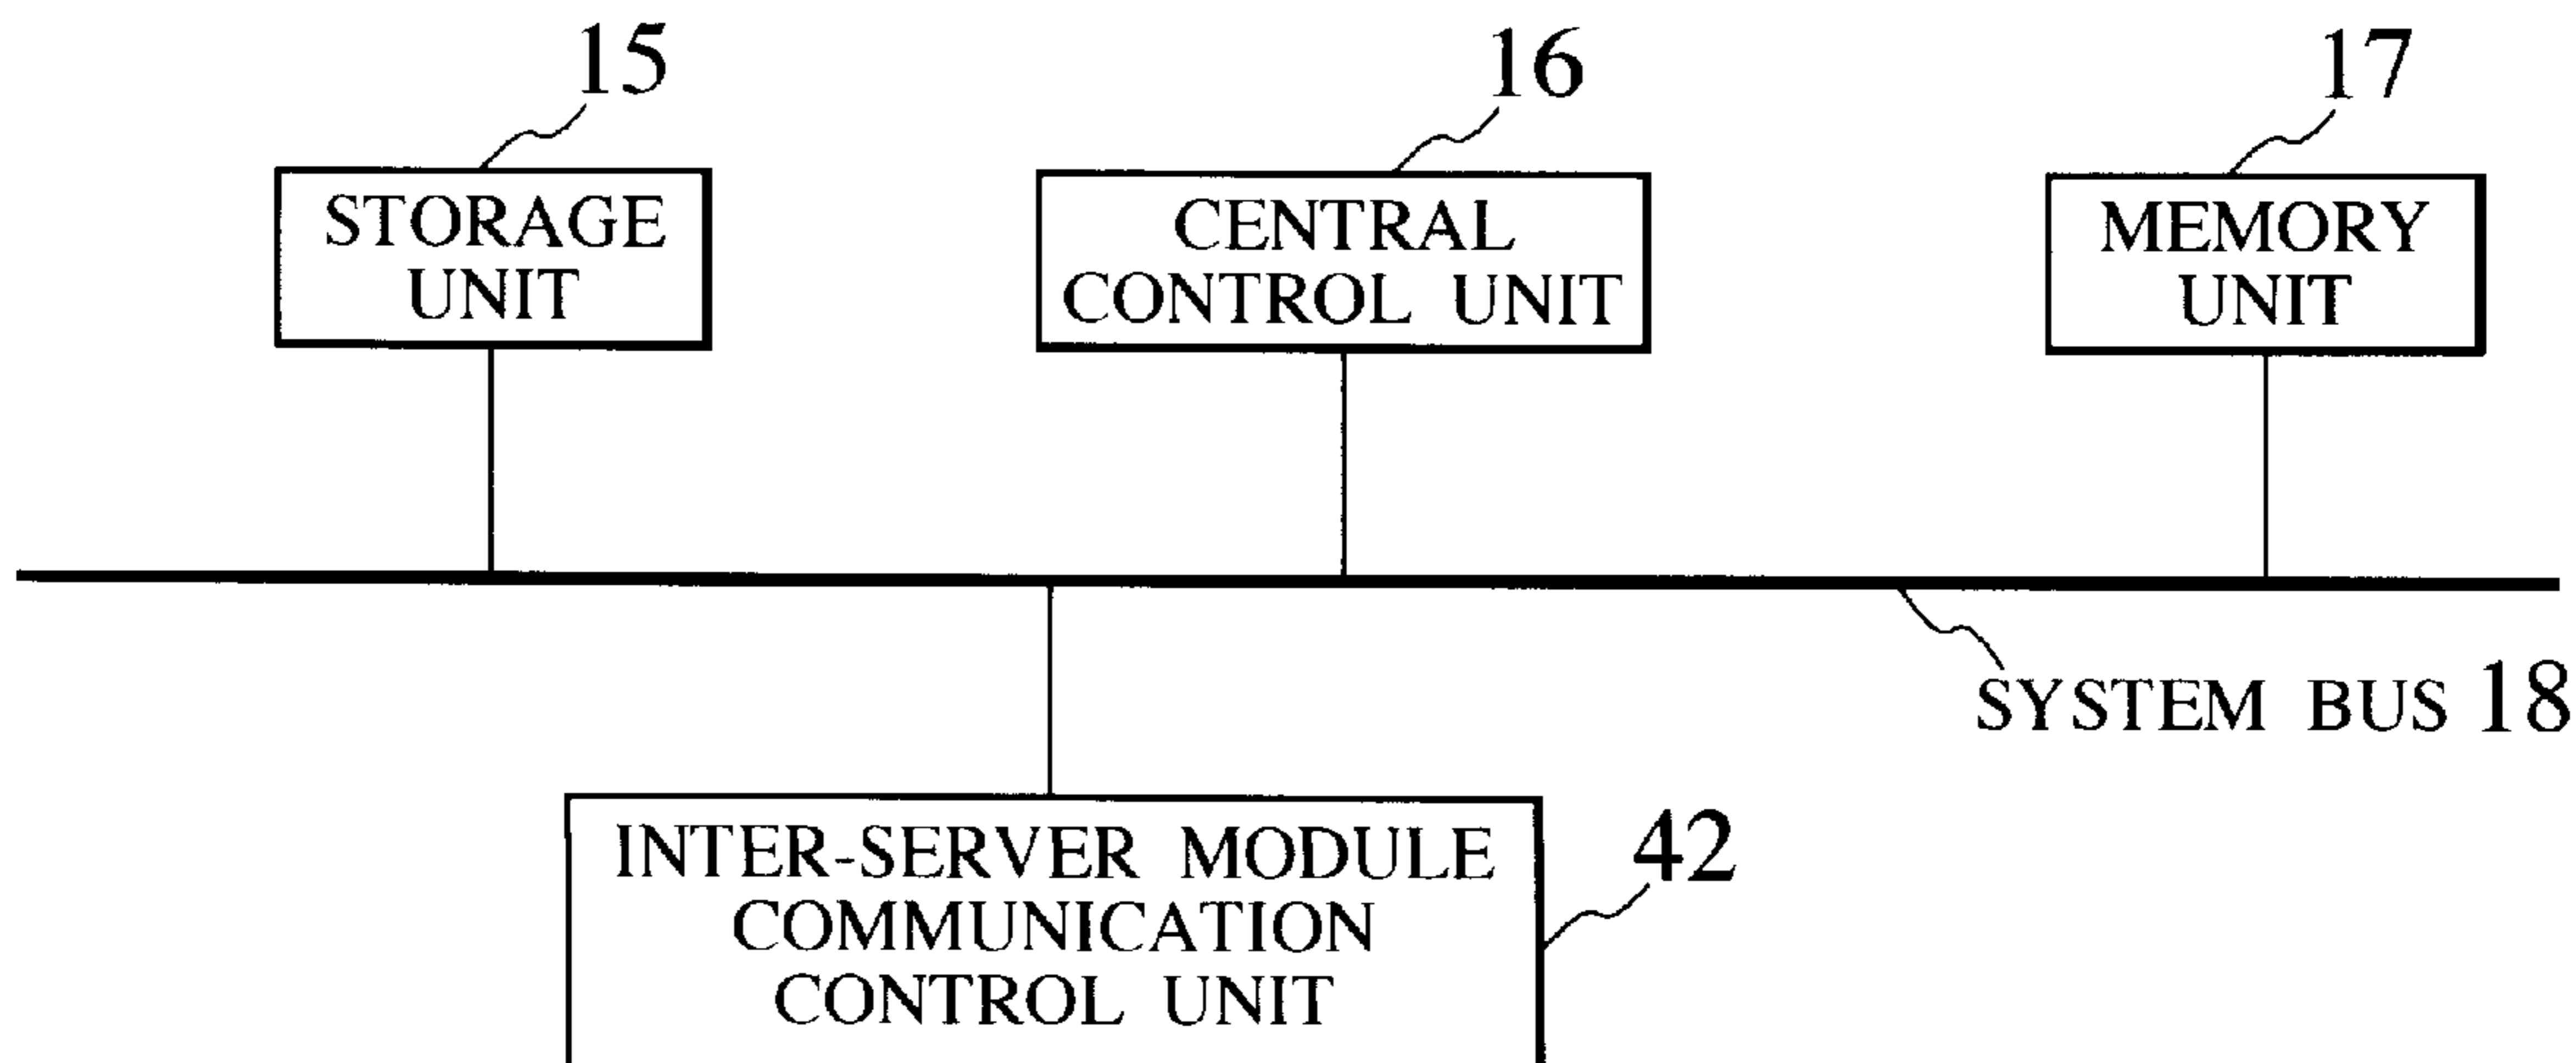 15
16
17
STORAGE
UNIT
CENTRAL
CONTROL UNIT
MEMORY
UNIT
SYSTEM BUS 18
INTER-SERVER MODULE
COMMUNICATION
CONTROL UNIT
42